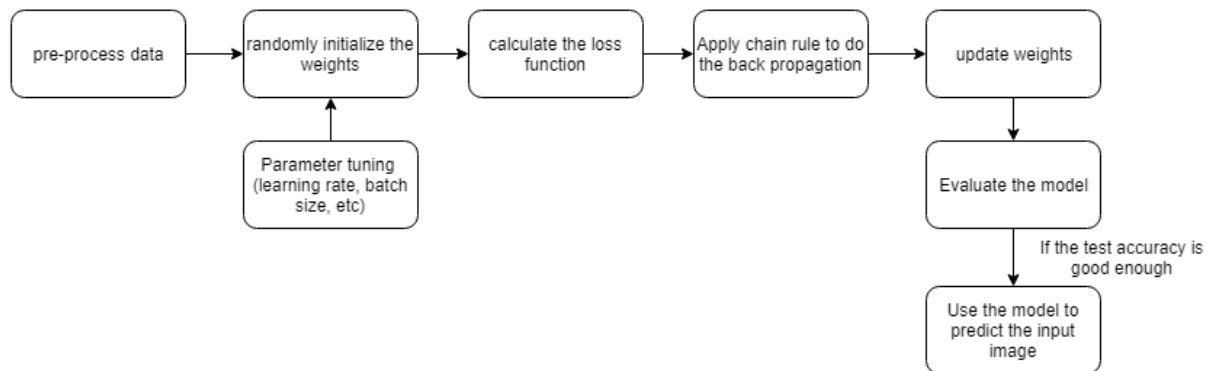 pre-process data
randomly initialize the
weights
calculate the loss
function
Apply chain rule to do
the back propagation
update weights
Parameter tuning
(learning rate, batch
size, etc)
Evaluate the model
If the test accuracy is
good enough
Use the model to
predict the input
image